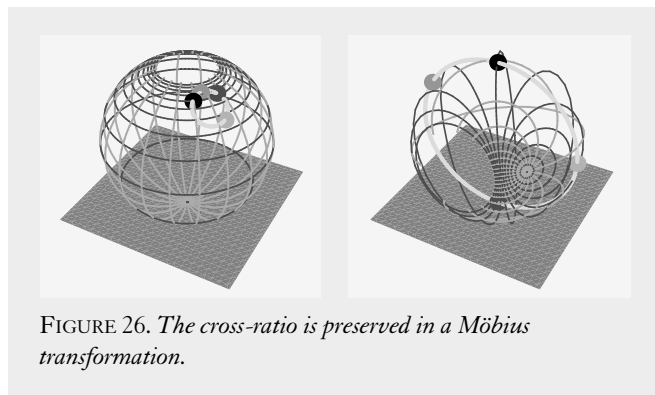 FIGURE 26. The cross-ratio is preserved in a Möbius
transformation.